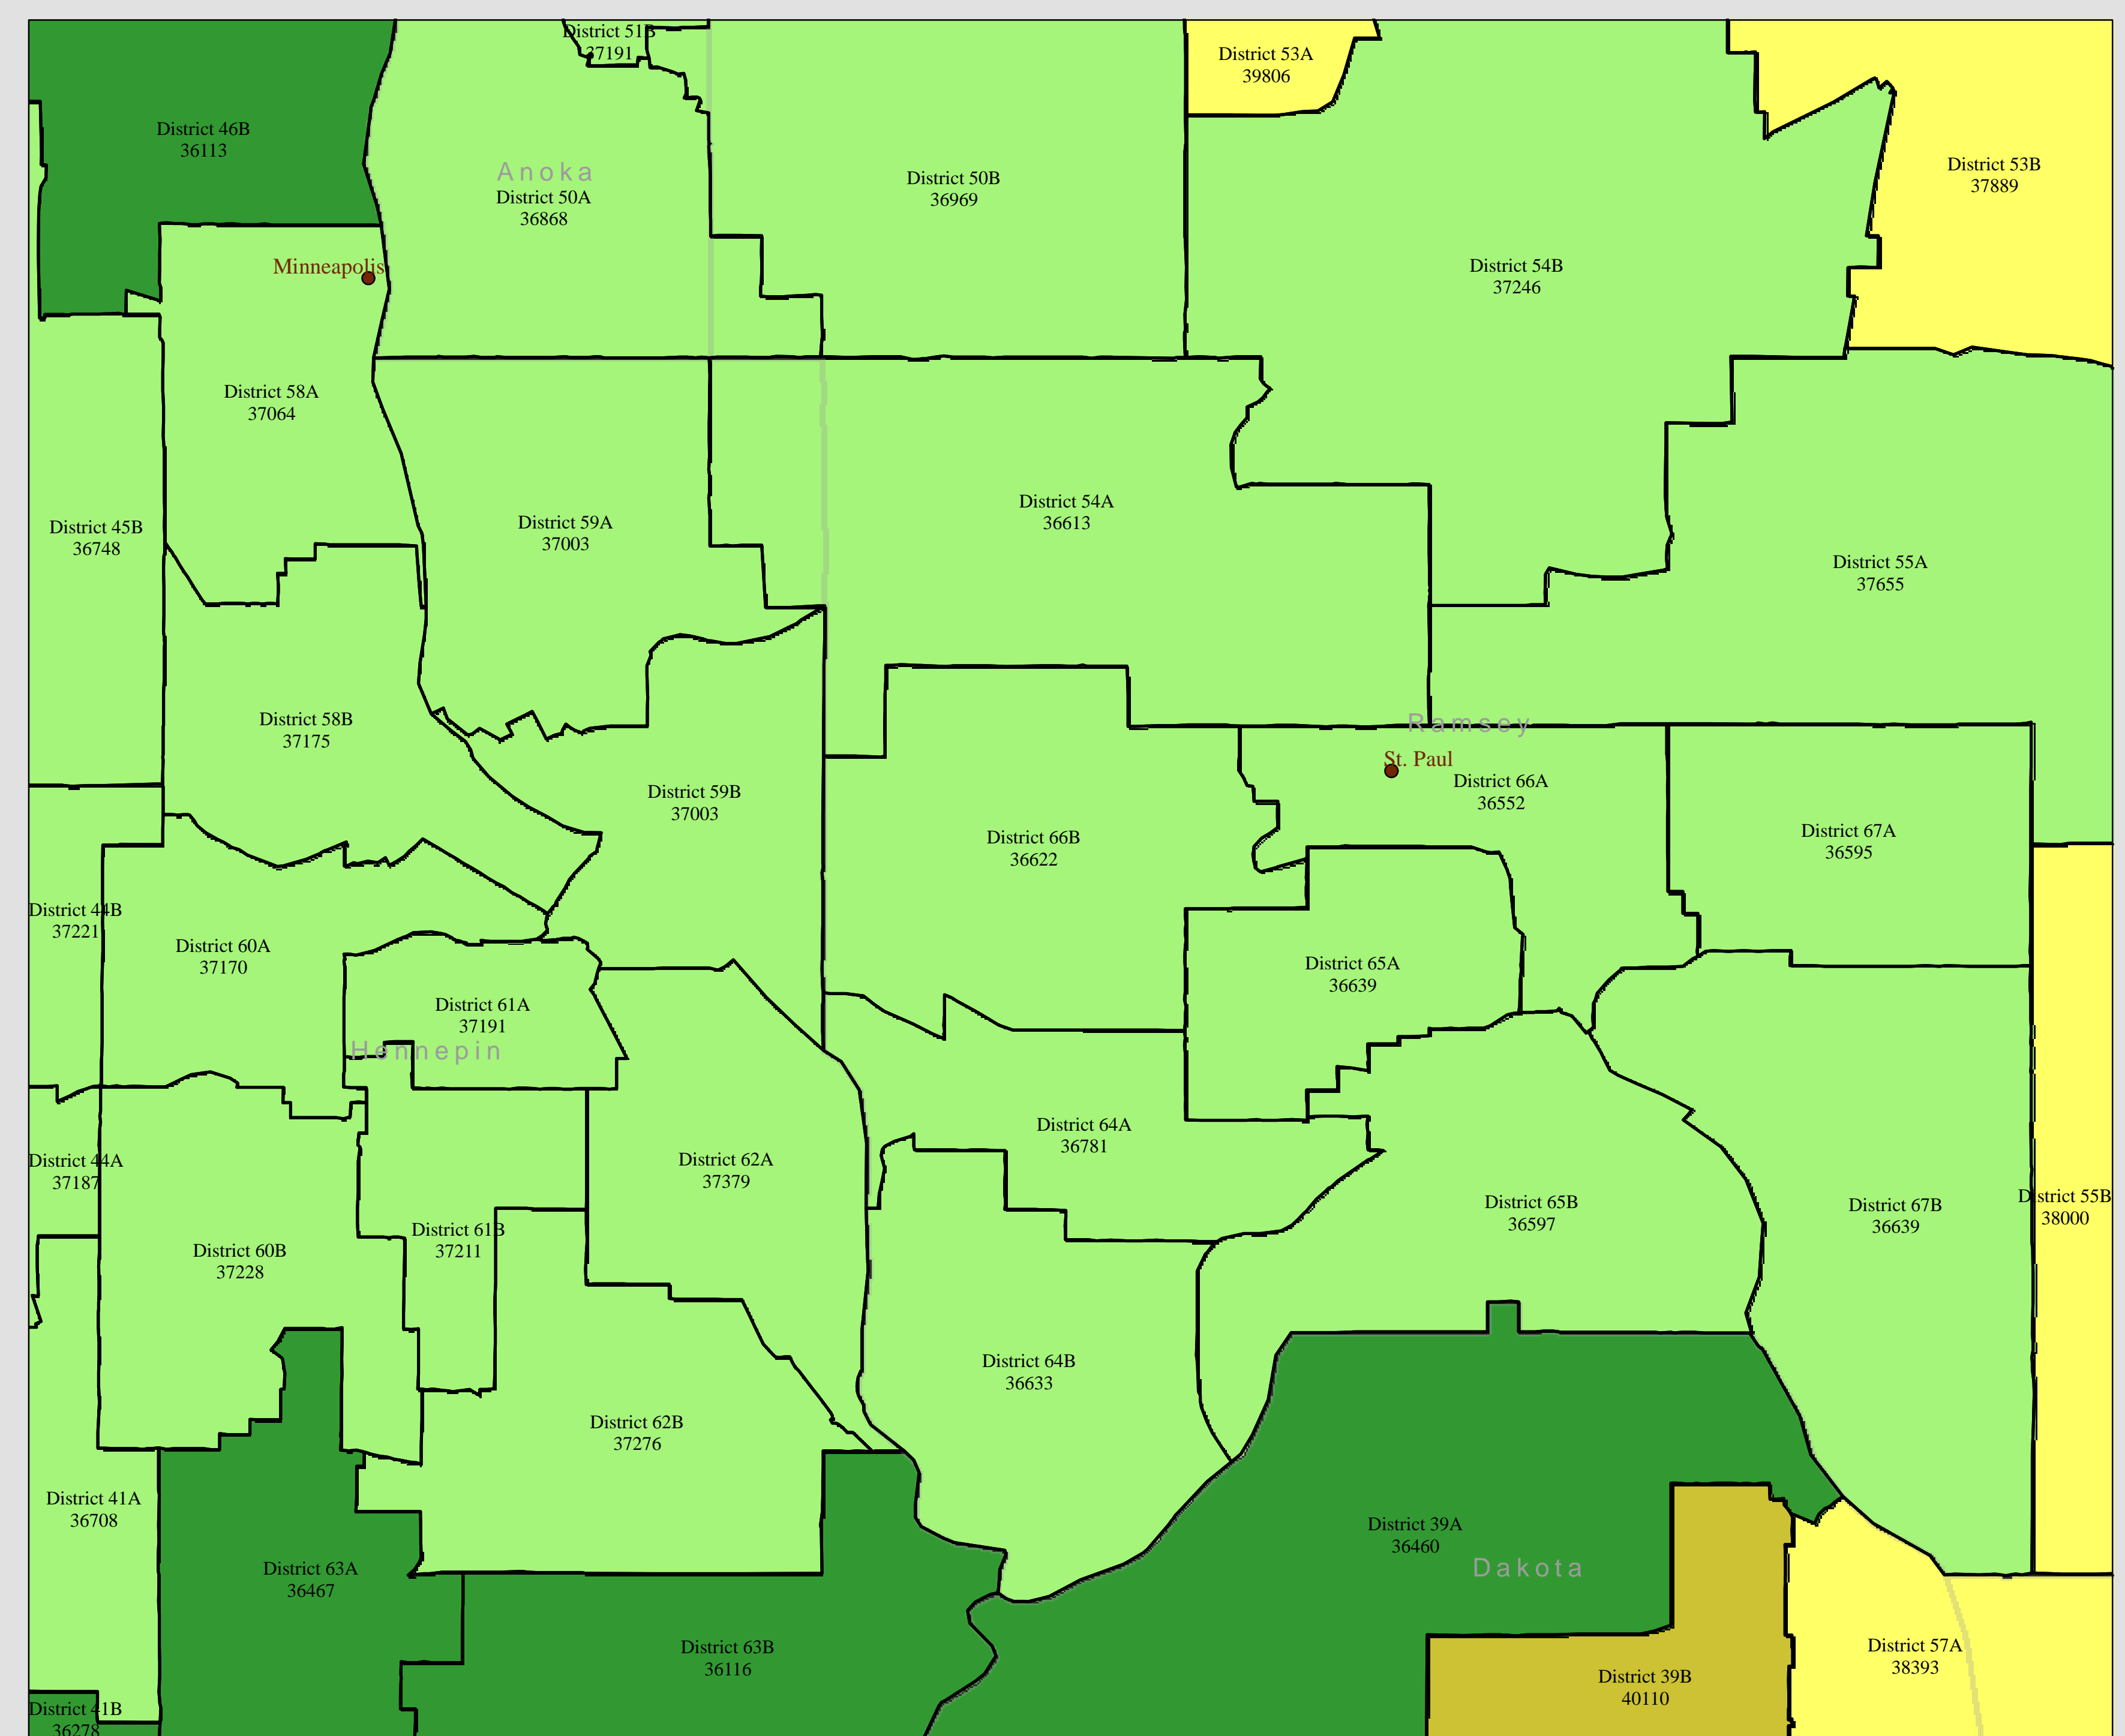 District 51B
37191
District 53A
39806
District 46B
36113
Anoka
District 50A
36868
District 50B
36969
District 53B
37889
Minneapolis
District 54B
37246
District 58A
37064
District 45B
36748
District 59A
37003
District 54A
36613
District 55A
37655
District 58B
37175
Ramsey
St. Paul
District 66A
36552
District 59B
37003
District 66B
36622
District 67A
36595
District 44B
37221
District 60A
37170
District 65A
36639
District 61A
37191
Hennepin
District 44A
37187
District 62A
37379
District 64A
36781
District 65B
36597
District 67B
36639
District 55B
38000
District 60B
37228
District 61B
37211
District 64B
36633
District 62B
37276
District 41A
36708
District 63A
36467
District 39A
36460
Dakota
District 63B
36116
District 39B
40110
District 57A
38393
District 41B
36278